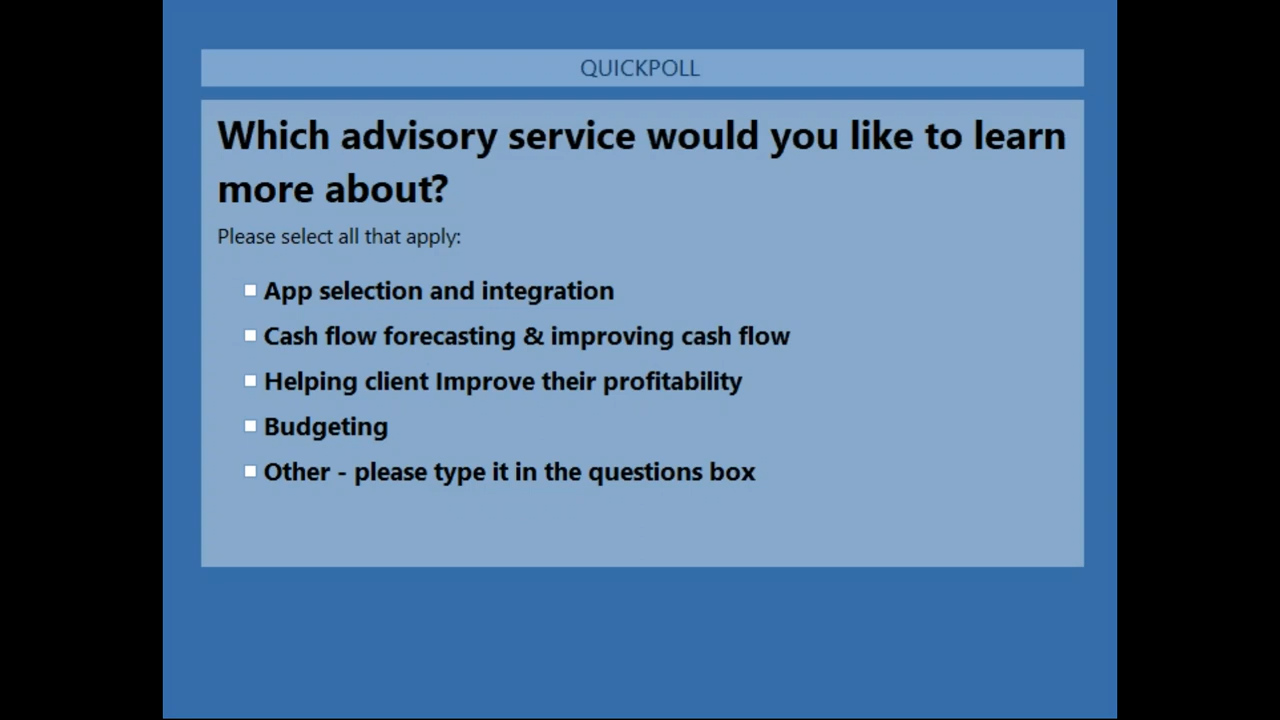 QUICKPOLL
Which advisory service would you like to learn
more about?
Please select all that apply:
App selection and integration
Cash flow forecasting & improving cash flow
Helping client Improve their profitability
Budgeting
Other - please type it in the questions box